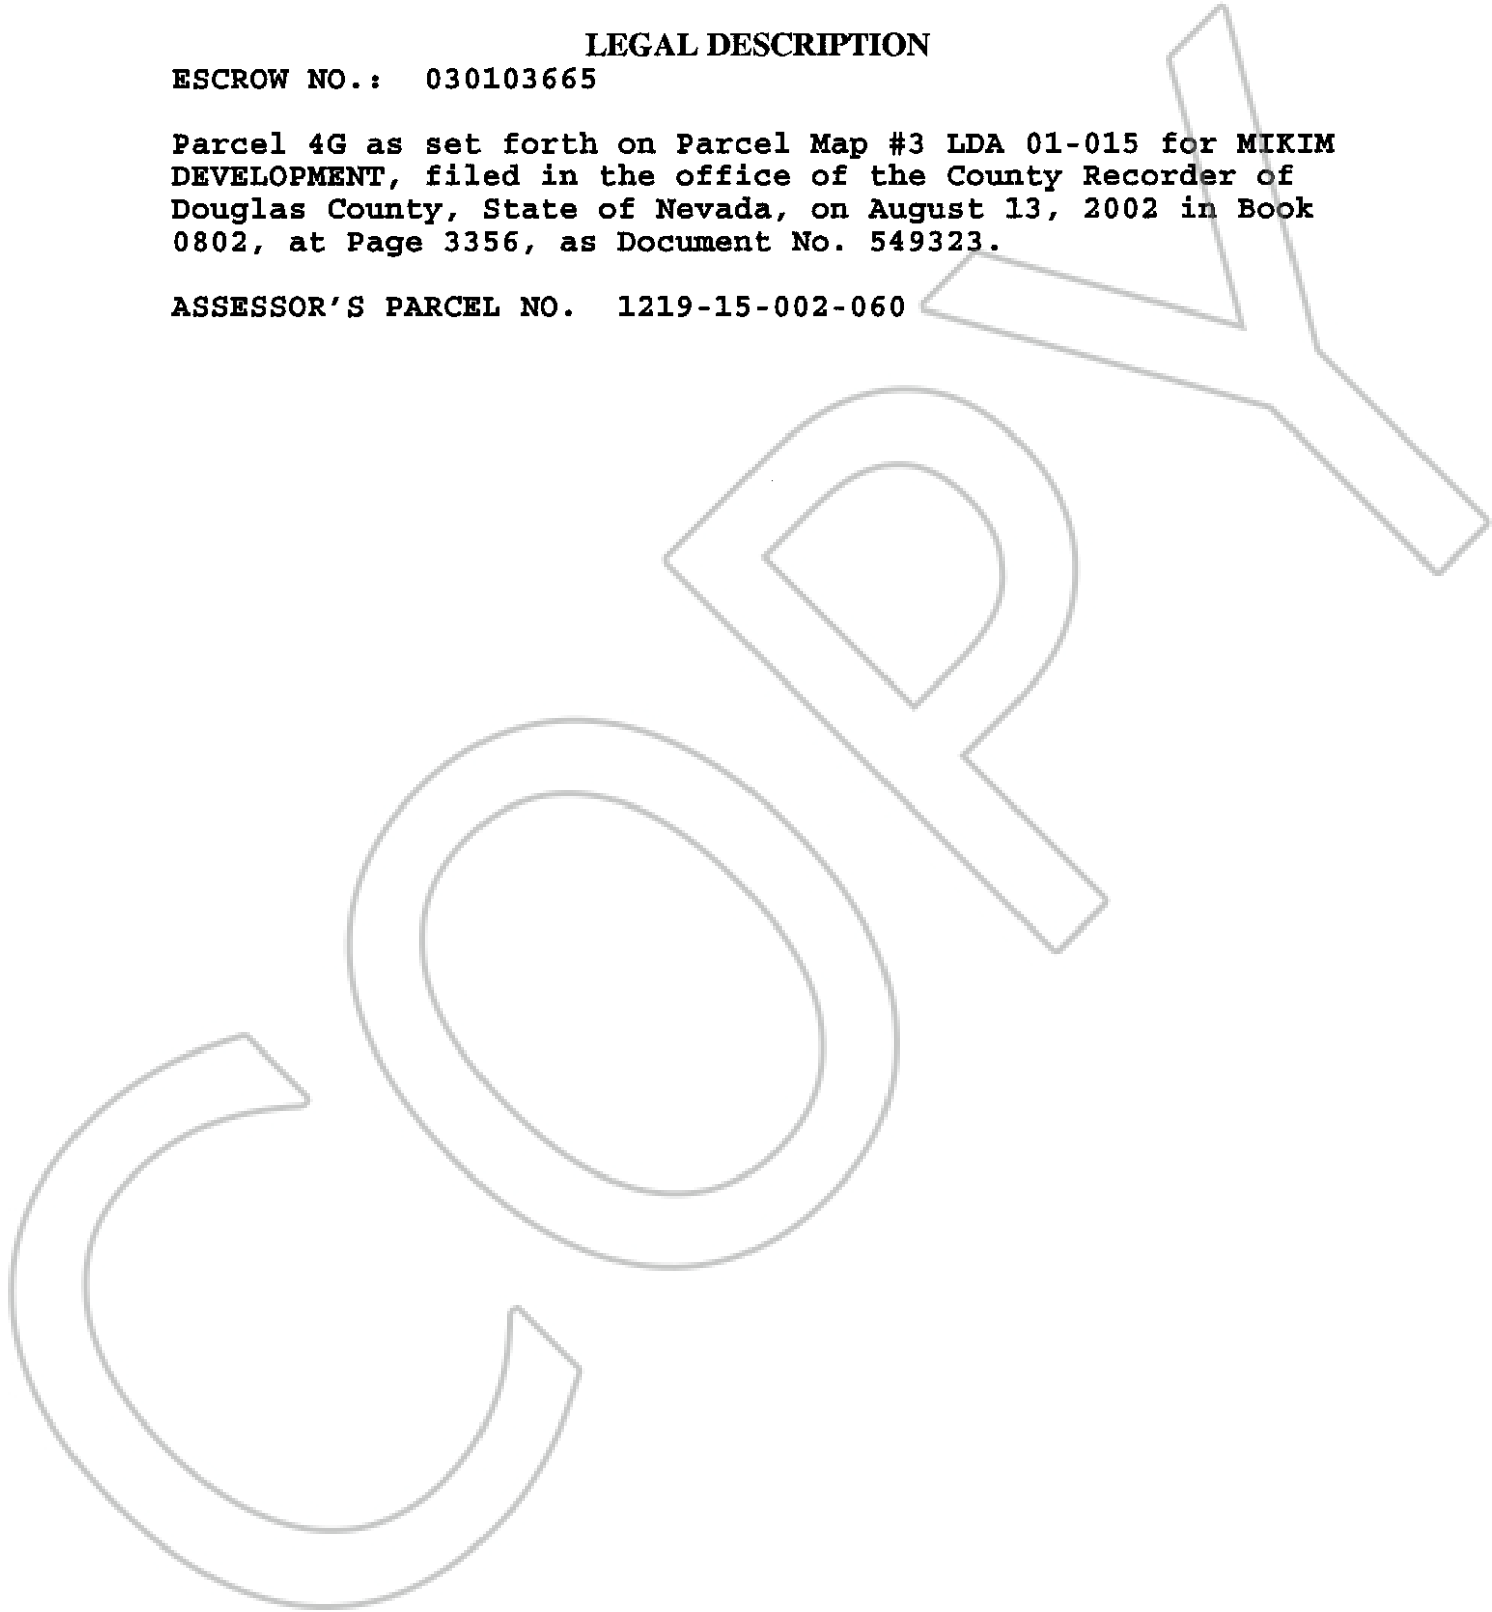 LEGAL DESCRIPTION
ESCROW NO.: 030103665
Parcel 4G as set forth on Parcel Map #3 LDA 01-015 for MIKIM
DEVELOPMENT, filed in the office of the County Recorder of
Douglas County, State of Nevada, on August 13, 2002 in Book
0802, at Page 3356, as Document No. 549323.
ASSESSOR'S PARCEL NO. 1219-15-002-060
COPY